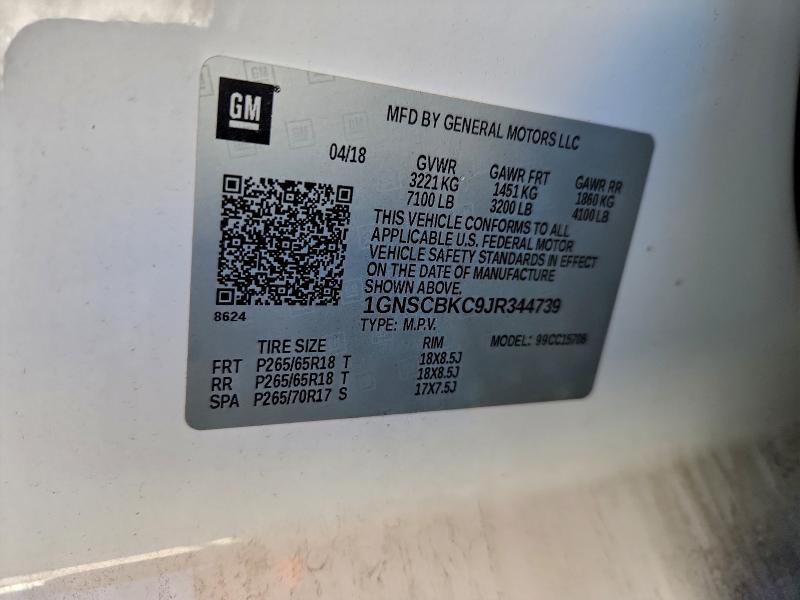 GM
MFD BY GENERAL MOTORS LLC
04/18
GVWR GAWR FRT GAWR RR
3221 KG 1451 KG 1860 KG
7100 LB 3200 LB 4100 LB
THIS VEHICLE CONFORMS TO ALL
APPLICABLE U.S. FEDERAL MOTOR
VEHICLE SAFETY STANDARDS IN EFFECT
ON THE DATE OF MANUFACTURE
SHOWN ABOVE.
8624
1GNSCBKC9JR344739
TYPE: M.P.V. MODEL: 99CC15706
TIRE SIZE RIM
FRT P265/65R18 T 18X8.5J
RR P265/65R18 T 18X8.5J
SPA P265/70R17 S 17X7.5J